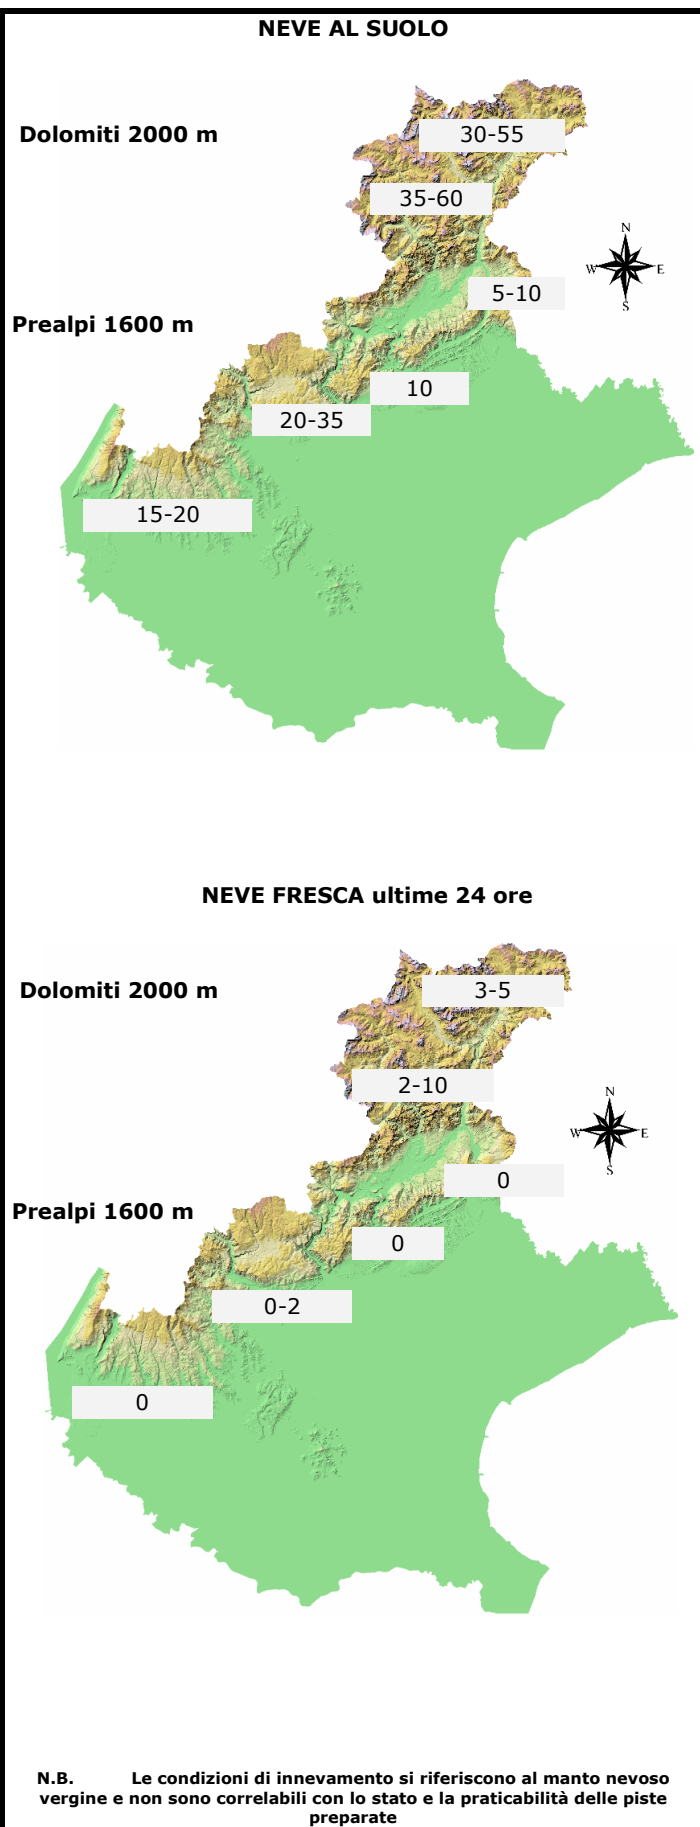 NEVE AL SUOLO
Dolomiti 2000 m
30-55
35-60
N
W
E
S
5-10
Prealpi 1600 m
10
20-35
15-20
NEVE FRESCA ultime 24 ore
Dolomiti 2000 m
3-5
2-10
N
W
E
S
0
Prealpi 1600 m
0
0-2
0
N.B. Le condizioni di innevamento si riferiscono al manto nevoso
vergine e non sono correlabili con lo stato e la praticabilità delle piste
preparate